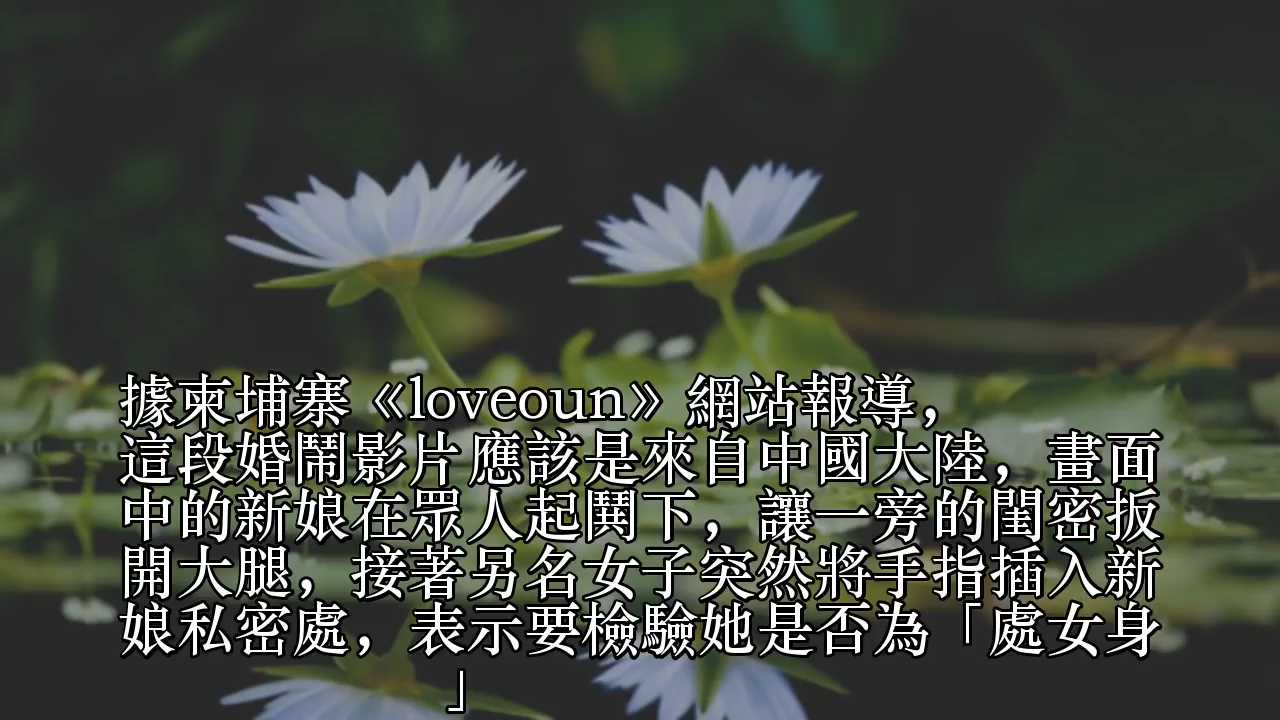 據柬埔寨《loveoun》網站報導，
這段婚鬧影片應該是來自中國大陸，畫面
中的新娘在眾人起鬨下，讓一旁的閨密扳
開大腿，接著另名女子突然將手指插入新
娘私密處，表示要檢驗她是否為「處女身
」